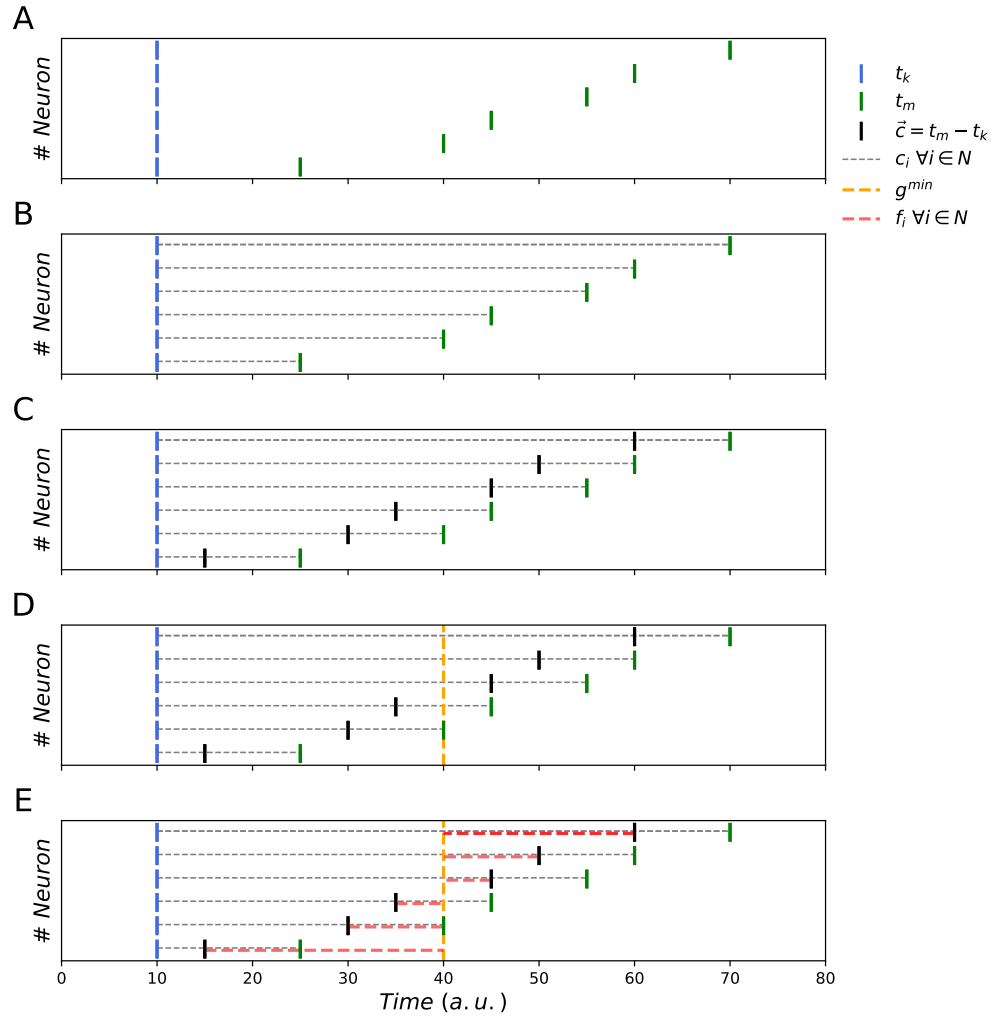 A
# Neuron
t_k
t_m
\vec{c} = t_m − t_k
c_i ∀i ∈ N
g^{min}
f_i ∀i ∈ N
B
# Neuron
C
# Neuron
D
# Neuron
E
# Neuron
0 10 20 30 40 50 60 70 80
Time (a. u. )